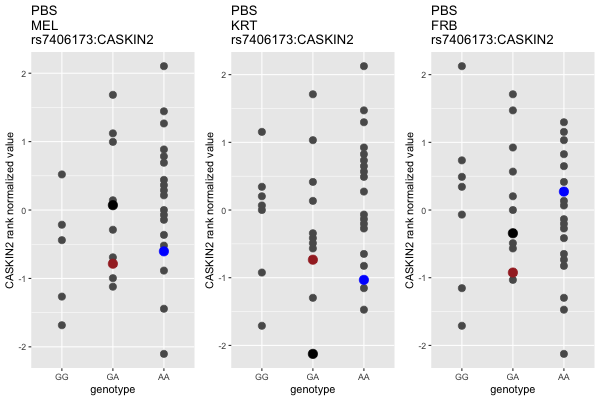 PBS
MEL
rs7406173:CASKIN2
CASKIN2 rank normalized value
2
1
0
-1
-2
GG GA AA
genotype
PBS
KRT
rs7406173:CASKIN2
CASKIN2 rank normalized value
2
1
0
-1
-2
GG GA AA
genotype
PBS
FRB
rs7406173:CASKIN2
CASKIN2 rank normalized value
2
1
0
-1
-2
GG GA AA
genotype